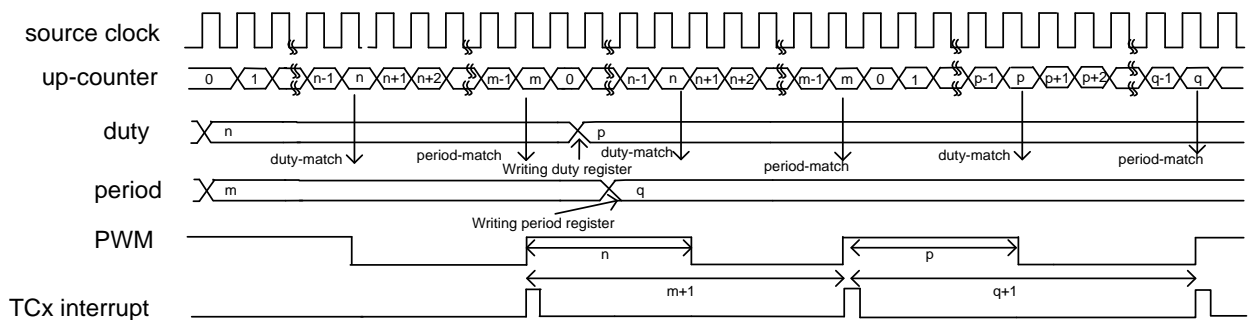 source clock
up-counter 0 1 n-1 n n+1 n+2 m-1 m 0 n-1 n n+1 n+2 m-1 m 0 1 p-1 p p+1 p+2 q-1 q
duty n p
duty-match period-match duty-match period-match duty-match period-match
Writing duty register
period m q
Writing period register
PWM n p
m+1 q+1
TCx interrupt